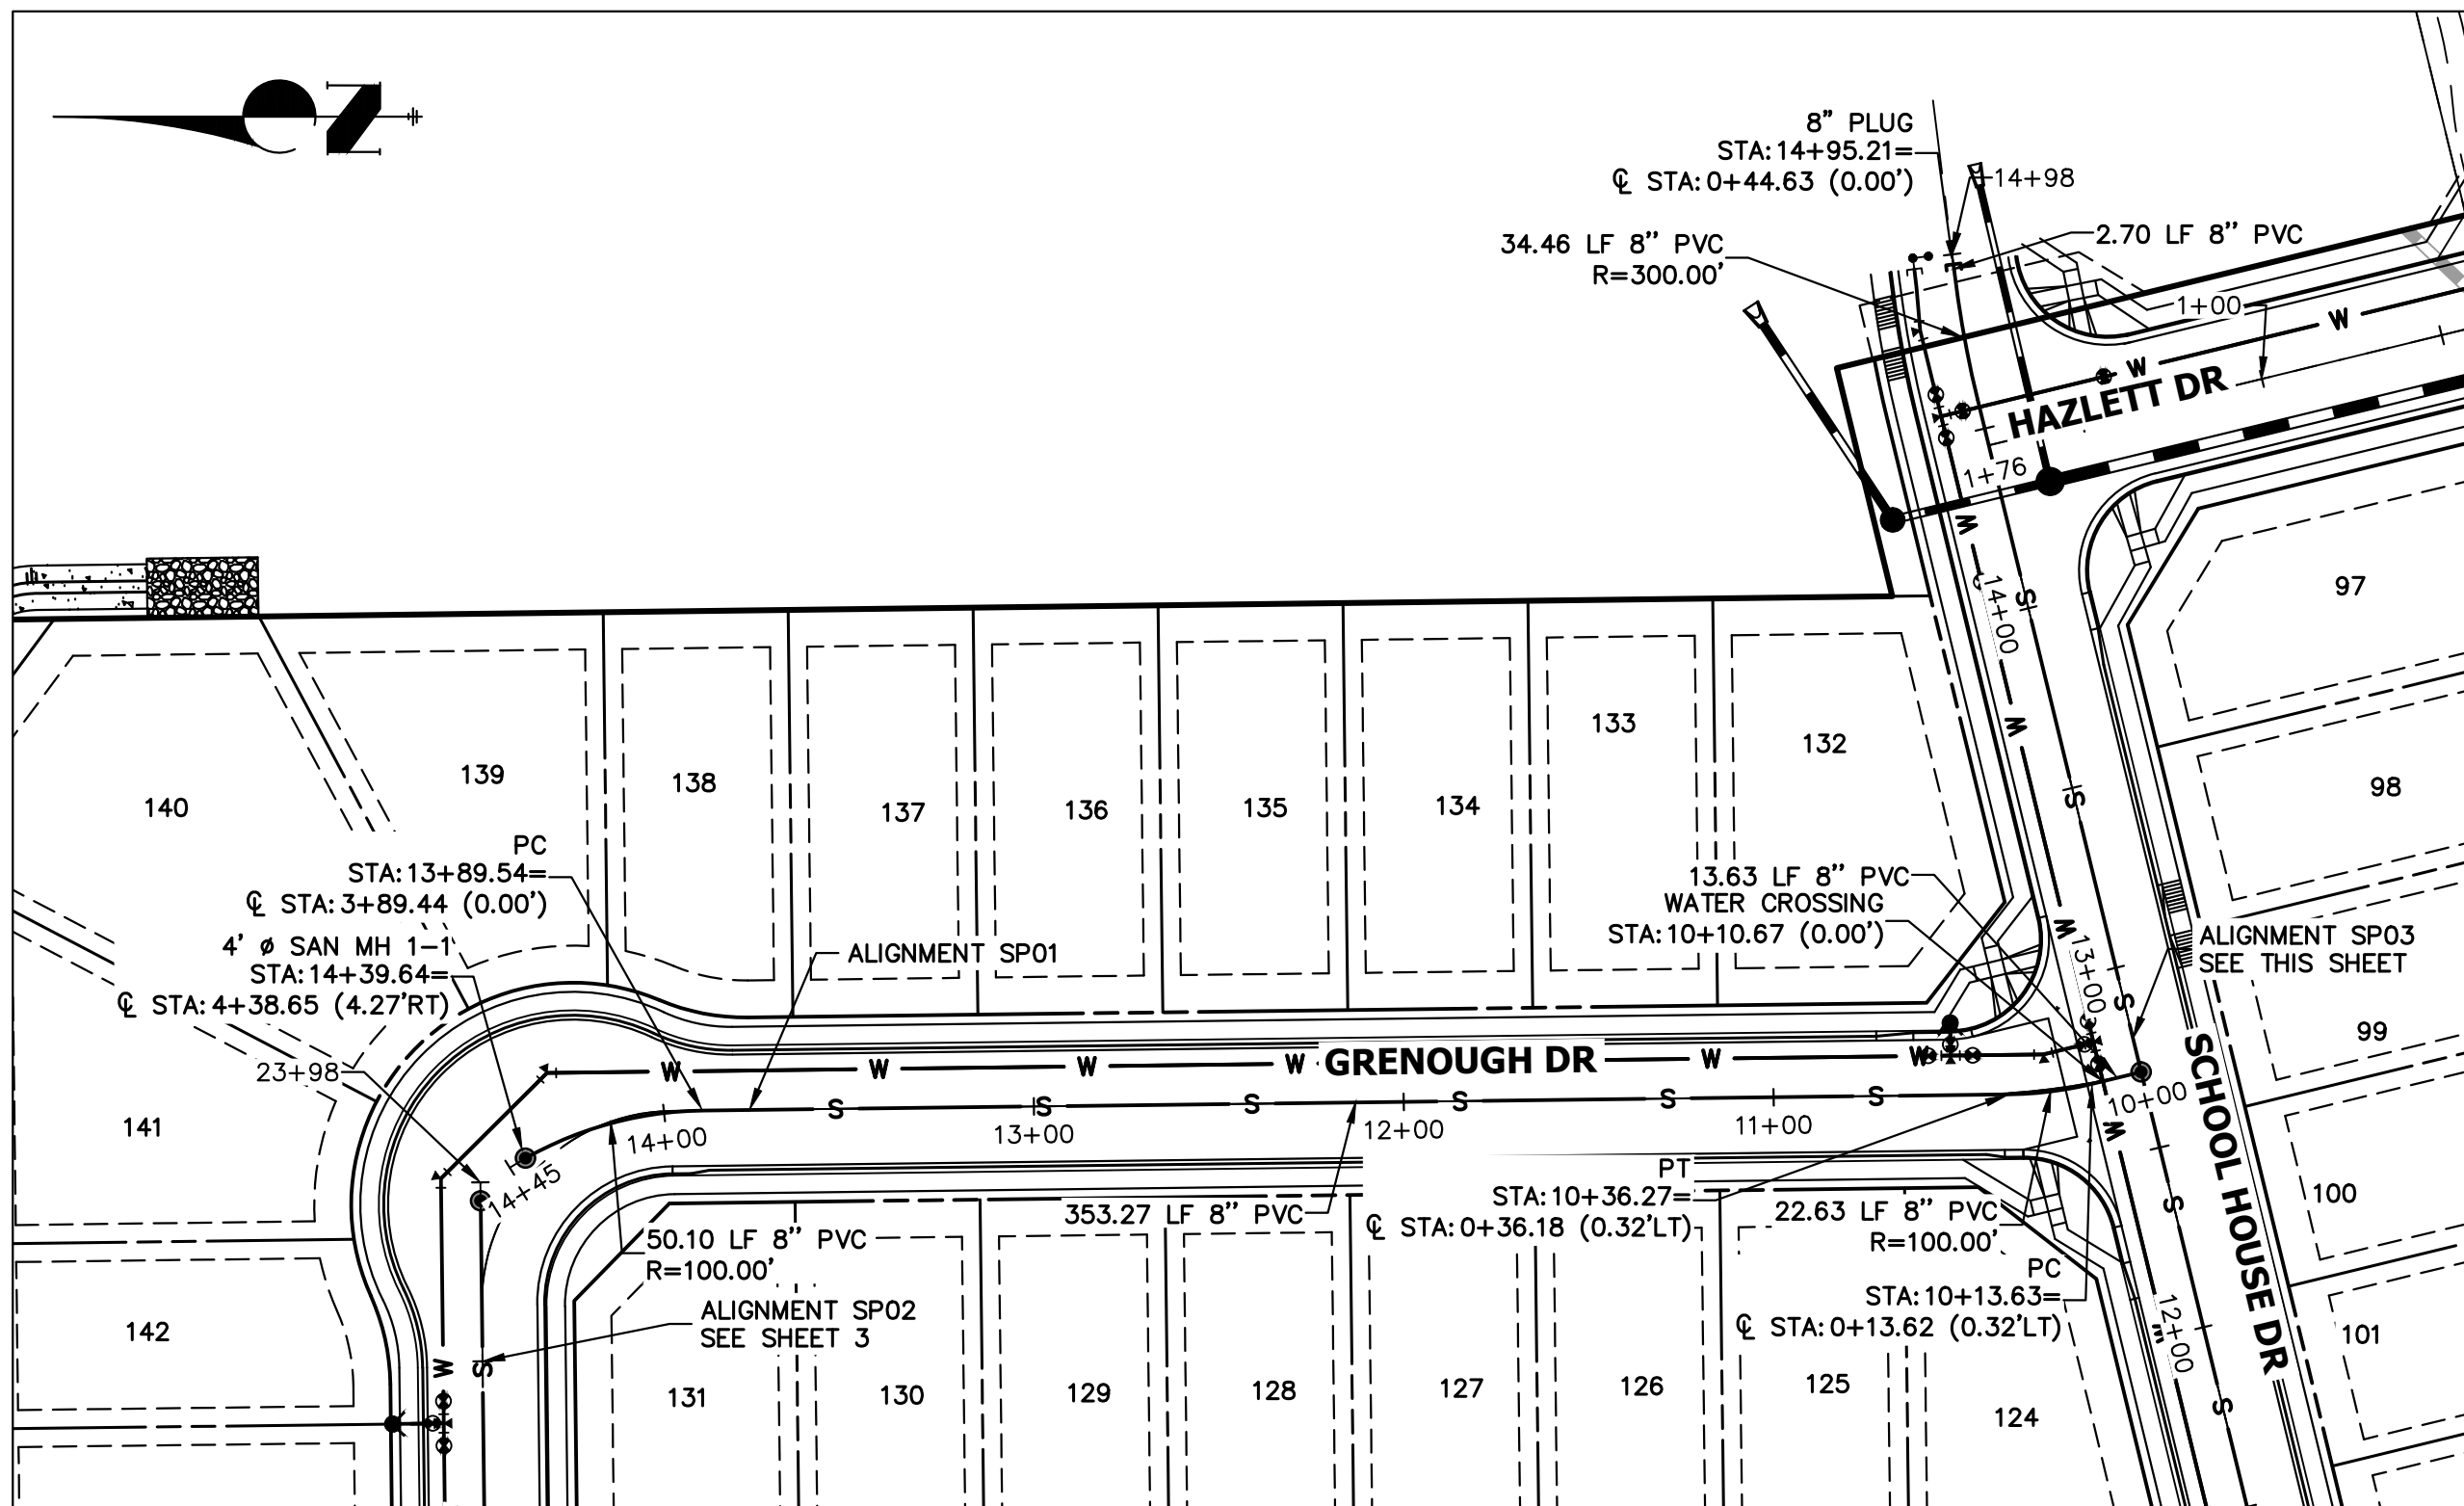 N
8" PLUG
STA:14+95.21=
℄ STA:0+44.63 (0.00')
14+98
34.46 LF 8" PVC
R=300.00'
2.70 LF 8" PVC
1+00
W
W
HAZLETT DR
1+76
W
14+00
S
97
W
S
98
132
133
134
135
136
137
138
139
140
PC
STA:13+89.54=
℄ STA:3+89.44 (0.00')
4' ø SAN MH 1-1
STA:14+39.64=
℄ STA:4+38.65 (4.27'RT)
23+98
ALIGNMENT SP01
13.63 LF 8" PVC
WATER CROSSING
STA:10+10.67 (0.00')
W
13+00
S
ALIGNMENT SP03
SEE THIS SHEET
99
W W W W GRENOUGH DR W W
S S S S S S
14+00
13+00
12+00
11+00
10+00
14+45
141
W
SCHOOL HOUSE DR
PT
STA:10+36.27=
℄ STA:0+36.18 (0.32'LT)
353.27 LF 8" PVC
22.63 LF 8" PVC
R=100.00'
50.10 LF 8" PVC
R=100.00'
S
100
PC
STA:10+13.63=
℄ STA:0+13.62 (0.32'LT)
ALIGNMENT SP02
SEE SHEET 3
142
W
S
12+00
101
S
131
130
129
128
127
126
125
124